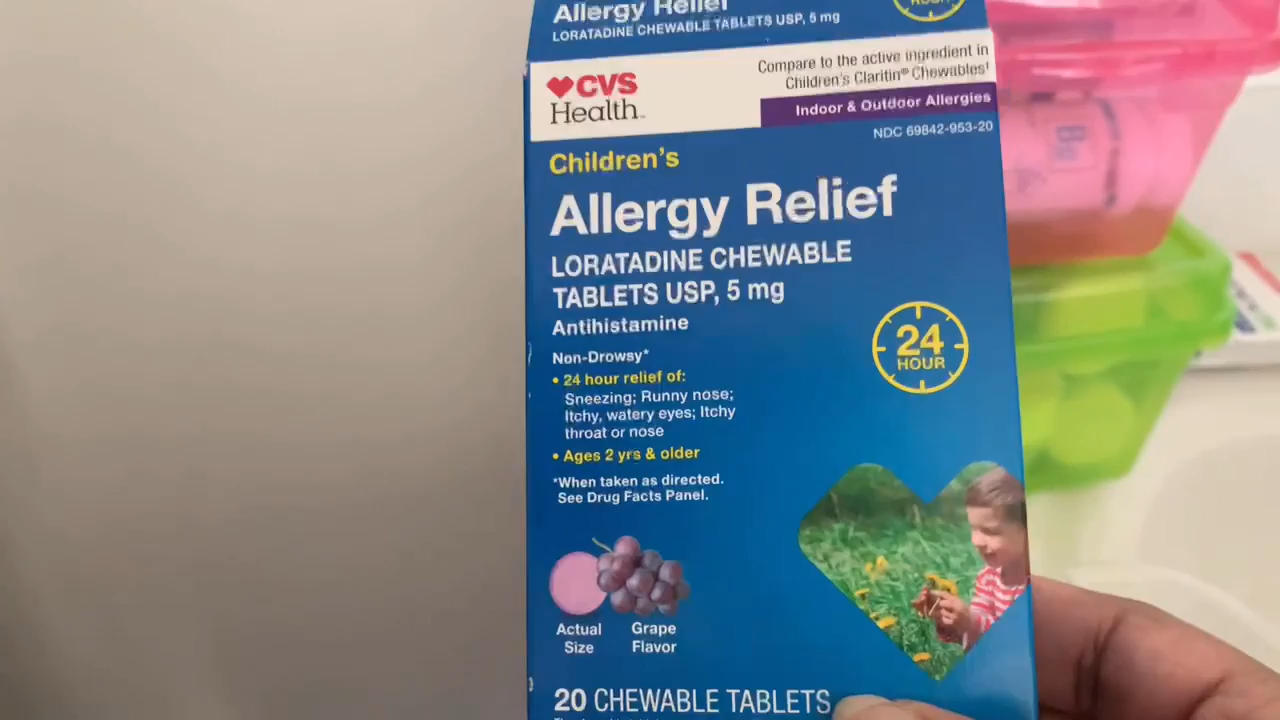 Allergy Relief
LORATADINE CHEWABLE TABLETS USP, 5 mg
HOUR
♥CVS
Health™
Compare to the active ingredient in
Children's Claritin® Chewables†
Indoor & Outdoor Allergies
NDC 69842-953-20
Children's
Allergy Relief
LORATADINE CHEWABLE
TABLETS USP, 5 mg
Antihistamine
Non-Drowsy*
• 24 hour relief of:
Sneezing; Runny nose;
Itchy, watery eyes; Itchy
throat or nose
• Ages 2 yrs & older
*When taken as directed.
See Drug Facts Panel.
24
HOUR
Actual
Size
Grape
Flavor
20 CHEWABLE TABLETS